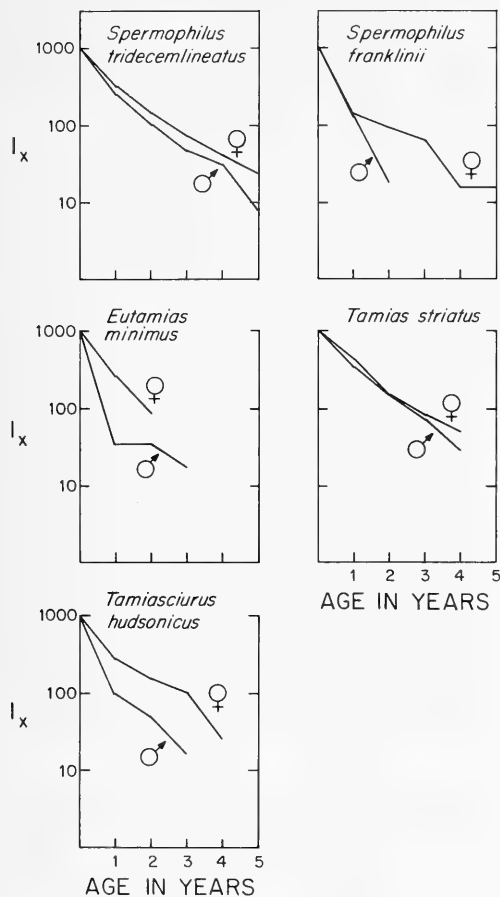 Spermophilus
tridecemlineatus
1000
100
10
lx
Spermophilus
franklinii
Eutamias
minimus
1000
100
10
lx
Tamias striatus
1 2 3 4 5
AGE IN YEARS
Tamiasciurus
hudsonicus
1000
100
10
lx
1 2 3 4 5
AGE IN YEARS